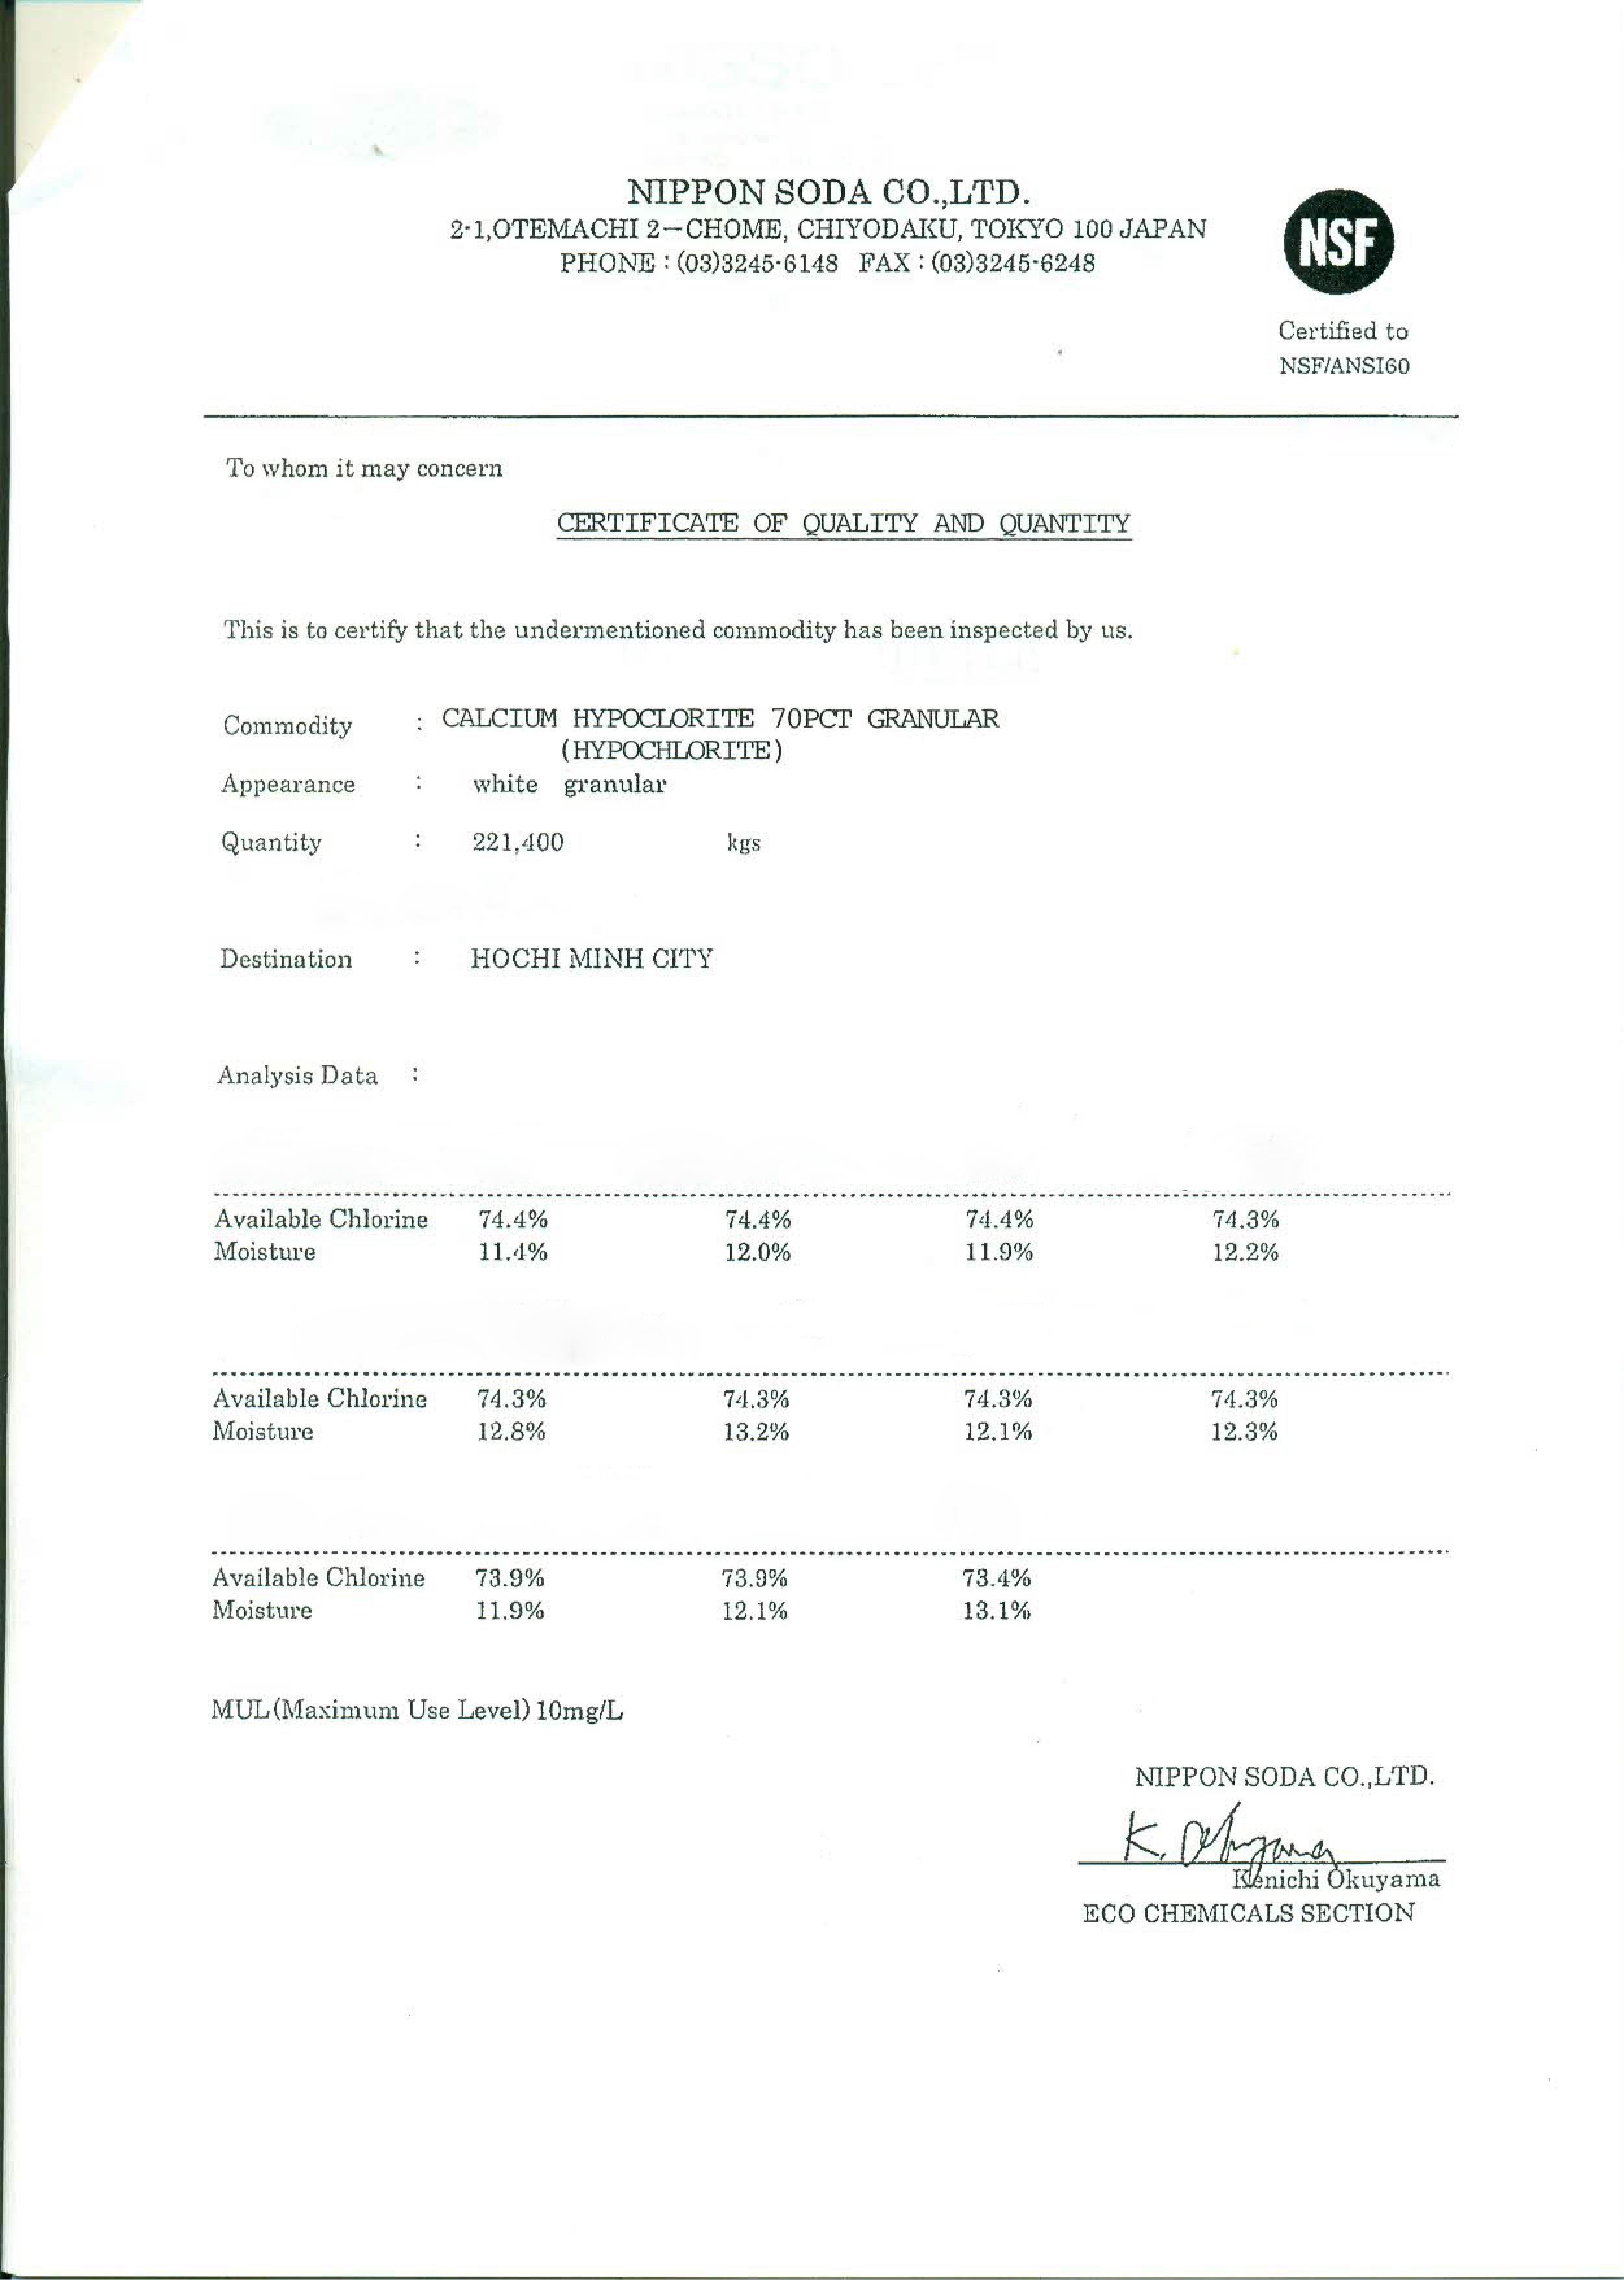 NIPPON SODA CO.,LTD.
2-1,OTEMACHI 2-CHOME, CHIYODAKU, TOKYO 100 JAPAN
PHONE : (03)3245-6148 FAX : (03)3245-6248
NSF
Certified to
NSF/ANSI60
To whom it may concern
CERTIFICATE OF QUALITY AND QUANTITY
This is to certify that the undermentioned commodity has been inspected by us.
Commodity : CALCIUM HYPOCLORITE 70PCT GRANULAR
(HYPOCHLORITE)
Appearance : white granular
Quantity : 221,400 kgs
Destination : HOCHI MINH CITY
Analysis Data :
Available Chlorine 74.4% 74.4% 74.4% 74.3%
Moisture 11.4% 12.0% 11.9% 12.2%
Available Chlorine 74.3% 74.3% 74.3% 74.3%
Moisture 12.8% 13.2% 12.1% 12.3%
Available Chlorine 73.9% 73.9% 73.4%
Moisture 11.9% 12.1% 13.1%
MUL(Maximum Use Level) 10mg/L
NIPPON SODA CO.,LTD.
K. Okuyama
Kenichi Okuyama
ECO CHEMICALS SECTION